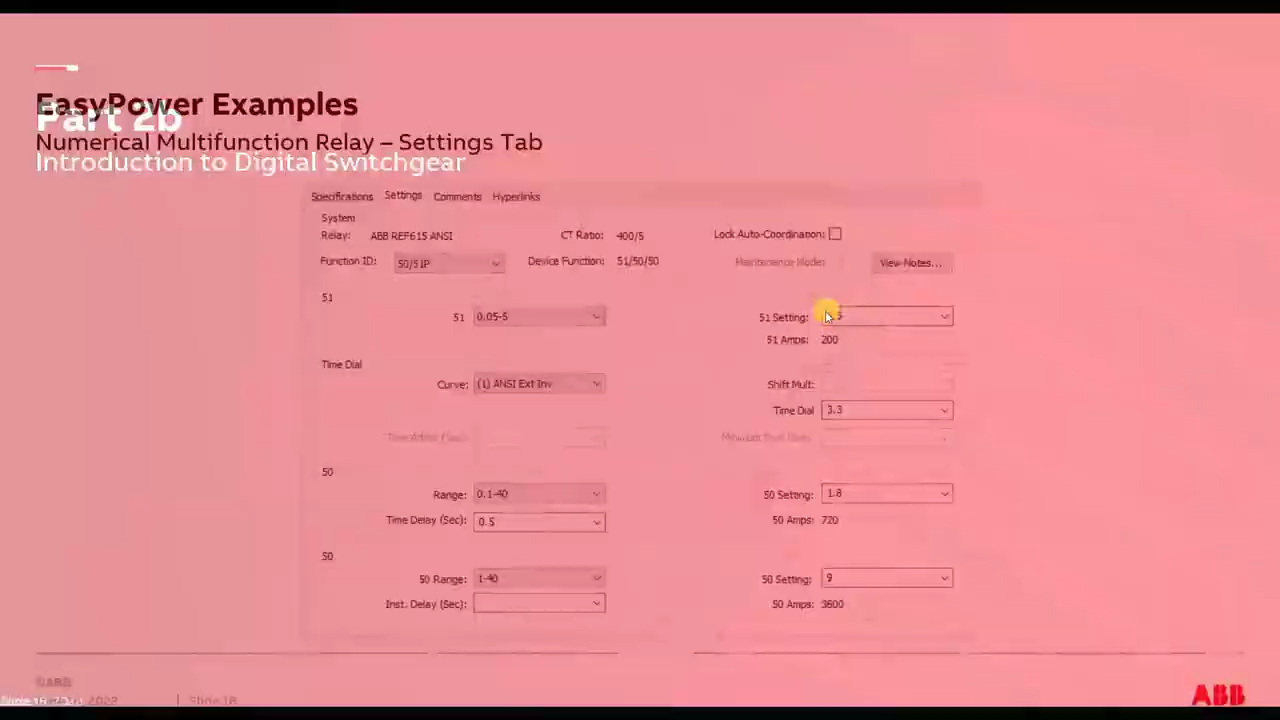 EasyPower Examples
Part 2b
Numerical Multifunction Relay – Settings Tab
Introduction to Digital Switchgear
Specifications Settings Comments Hyperlinks
System
Relay: ABB REF615 ANSI CT Ratio: 400/5 Lock Auto-Coordination:
Function ID: 50/51P Device Function: 51/50/50 Maintenance Mode: View Notes...
51
51 0.05-5 51 Setting:
51 Amps: 200
Time Dial
Curve: (1) ANSI Ext Inv Shift Mult:
Time Dial 3.3
50
Range: 0.1-40 50 Setting: 1.8
Time Delay (Sec): 0.5 50 Amps: 720
50
50 Range: 1-40 50 Setting: 9
Inst. Delay (Sec): 50 Amps: 3600
©ABB
2022 | Slide 18
ABB